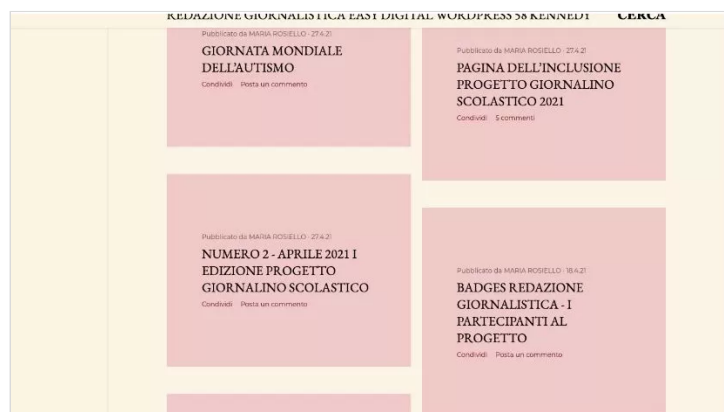 REDAZIONE GIORNALISTICA EASY DIGITAL WORDPRESS 58 KENNEDY
CERCA
Pubblicato da MARIA ROSIELLO - 27.4.21
GIORNATA MONDIALE
DELL'AUTISMO
Condividi Posta un commento
Pubblicato da MARIA ROSIELLO - 27.4.21
PAGINA DELL'INCLUSIONE
PROGETTO GIORNALINO
SCOLASTICO 2021
Condividi 5 commenti
Pubblicato da MARIA ROSIELLO - 27.4.21
NUMERO 2 - APRILE 2021 I
EDIZIONE PROGETTO
GIORNALINO SCOLASTICO
Condividi Posta un commento
Pubblicato da MARIA ROSIELLO - 18.4.21
BADGES REDAZIONE
GIORNALISTICA - I
PARTECIPANTI AL
PROGETTO
Condividi Posta un commento